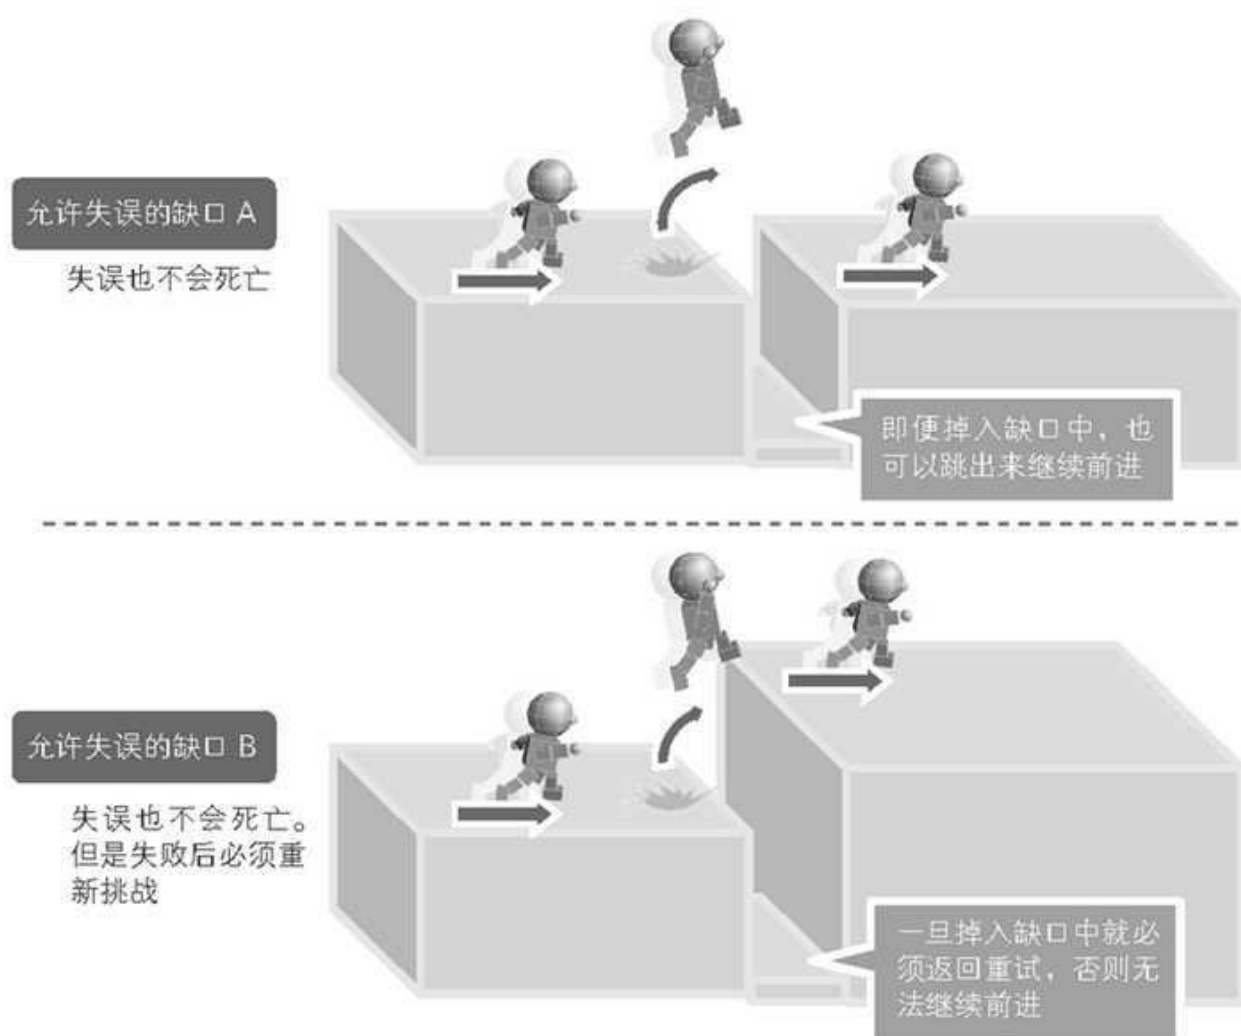 允许失误的缺口 A
失误也不会死亡
即便掉入缺口中，也
可以跳出来继续前进
允许失误的缺口 B
失误也不会死亡。
但是失败后必须重
新挑战
一旦掉入缺口中就必
须返回重试，否则无
法继续前进